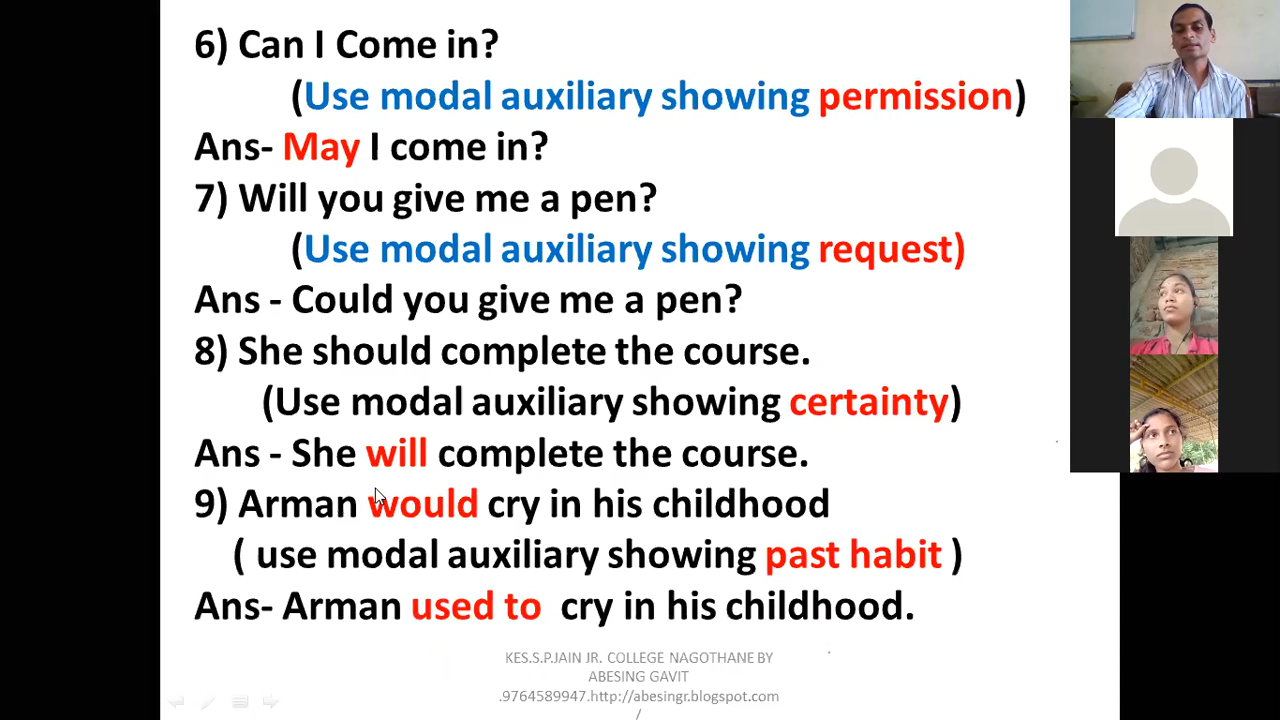 6) Can I Come in?
(Use modal auxiliary showing permission)
Ans- May I come in?
7) Will you give me a pen?
(Use modal auxiliary showing request)
Ans - Could you give me a pen?
8) She should complete the course.
(Use modal auxiliary showing certainty)
Ans - She will complete the course.
9) Arman would cry in his childhood
( use modal auxiliary showing past habit )
Ans- Arman used to cry in his childhood.
KES.S.P.JAIN JR. COLLEGE NAGOTHANE BY
ABESING GAVIT
.9764589947.http://abesingr.blogspot.com
/